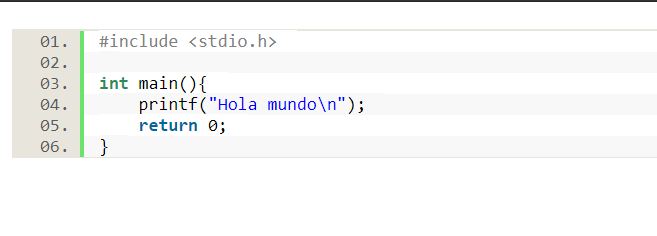 01. #include <stdio.h>
02.
03. int main(){
04.     printf("Hola mundo\n");
05.     return 0;
06. }